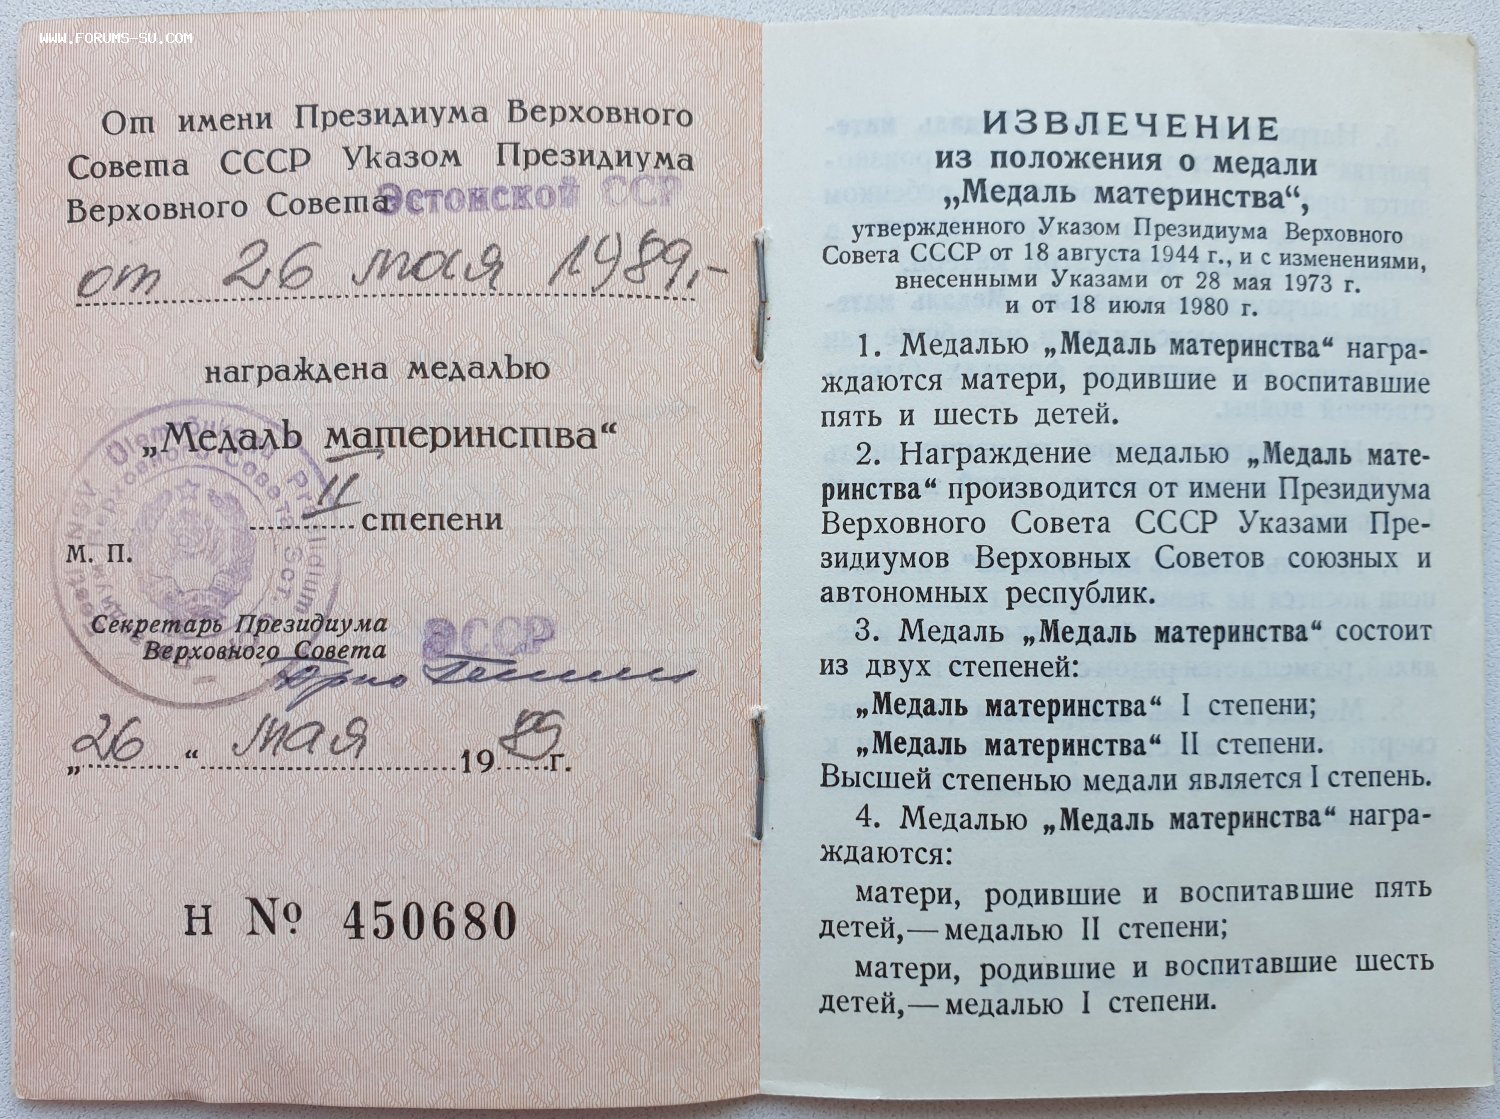 WWW.FORUMS-SU.COM
От имени Президиума Верховного
Совета СССР Указом Президиума
Верховного Совета Эстонской ССР
от 26 мая 1989,-
награждена медалью
„Медаль материнства“
II степени
м. п.
Секретарь Президиума
Верховного Совета ЭССР
„26“ мая 1989 г.
Н № 450680
ИЗВЛЕЧЕНИЕ
из положения о медали
„Медаль материнства“,
утвержденного Указом Президиума Верховного
Совета СССР от 18 августа 1944 г., и с изменениями,
внесенными Указами от 28 мая 1973 г.
и от 18 июля 1980 г.
1. Медалью „Медаль материнства“ награ-
ждаются матери, родившие и воспитавшие
пять и шесть детей.
2. Награждение медалью „Медаль мате-
ринства“ производится от имени Президиума
Верховного Совета СССР Указами Пре-
зидиумов Верховных Советов союзных и
автономных республик.
3. Медаль „Медаль материнства“ состоит
из двух степеней:
„Медаль материнства“ I степени;
„Медаль материнства“ II степени.
Высшей степенью медали является I степень.
4. Медалью „Медаль материнства“ награ-
ждаются:
матери, родившие и воспитавшие пять
детей,— медалью II степени;
матери, родившие и воспитавшие шесть
детей,— медалью I степени.